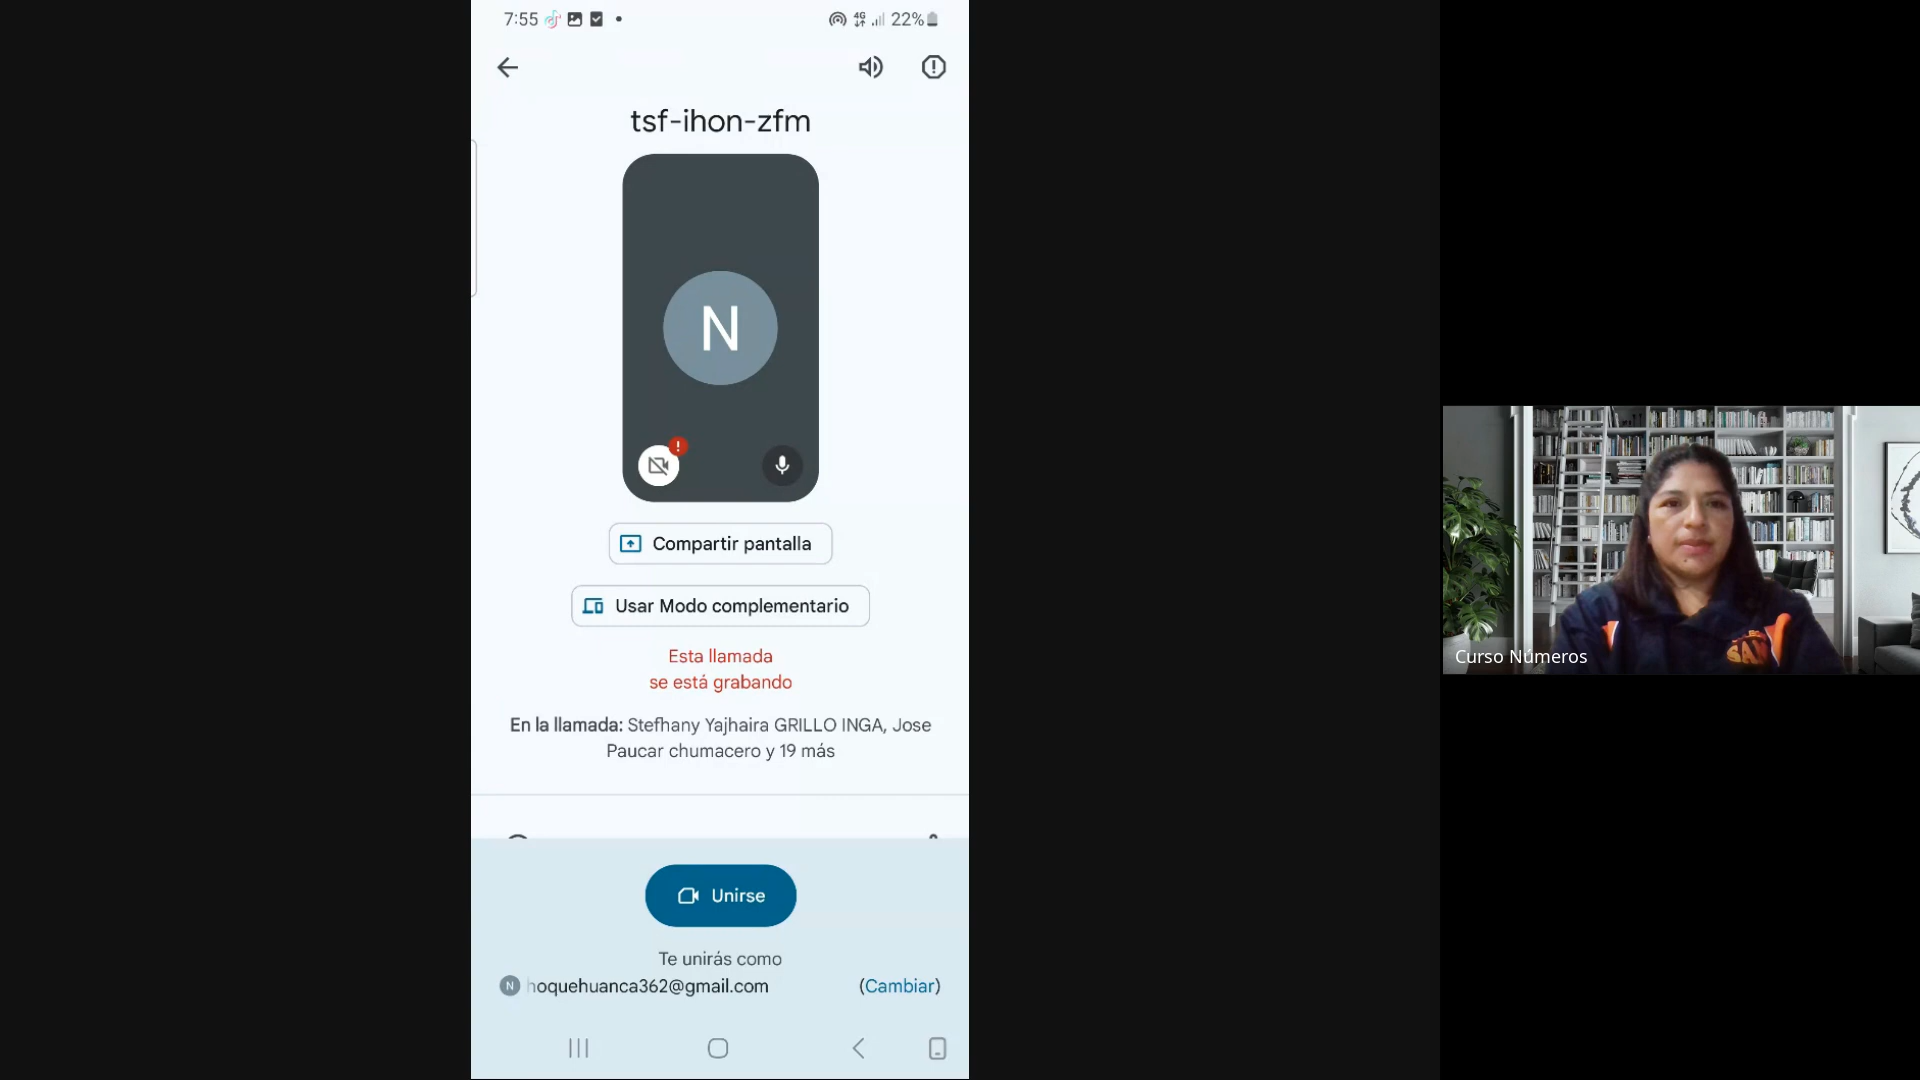 7:55
4G
22%
tsf-ihon-zfm
N
Compartir pantalla
Usar Modo complementario
Esta llamada
se está grabando
En la llamada: Stefhany Yajhaira GRILLO INGA, Jose
Paucar chumacero y 19 más
Unirse
Te unirás como
N hoquehuanca362@gmail.com (Cambiar)
Curso Números